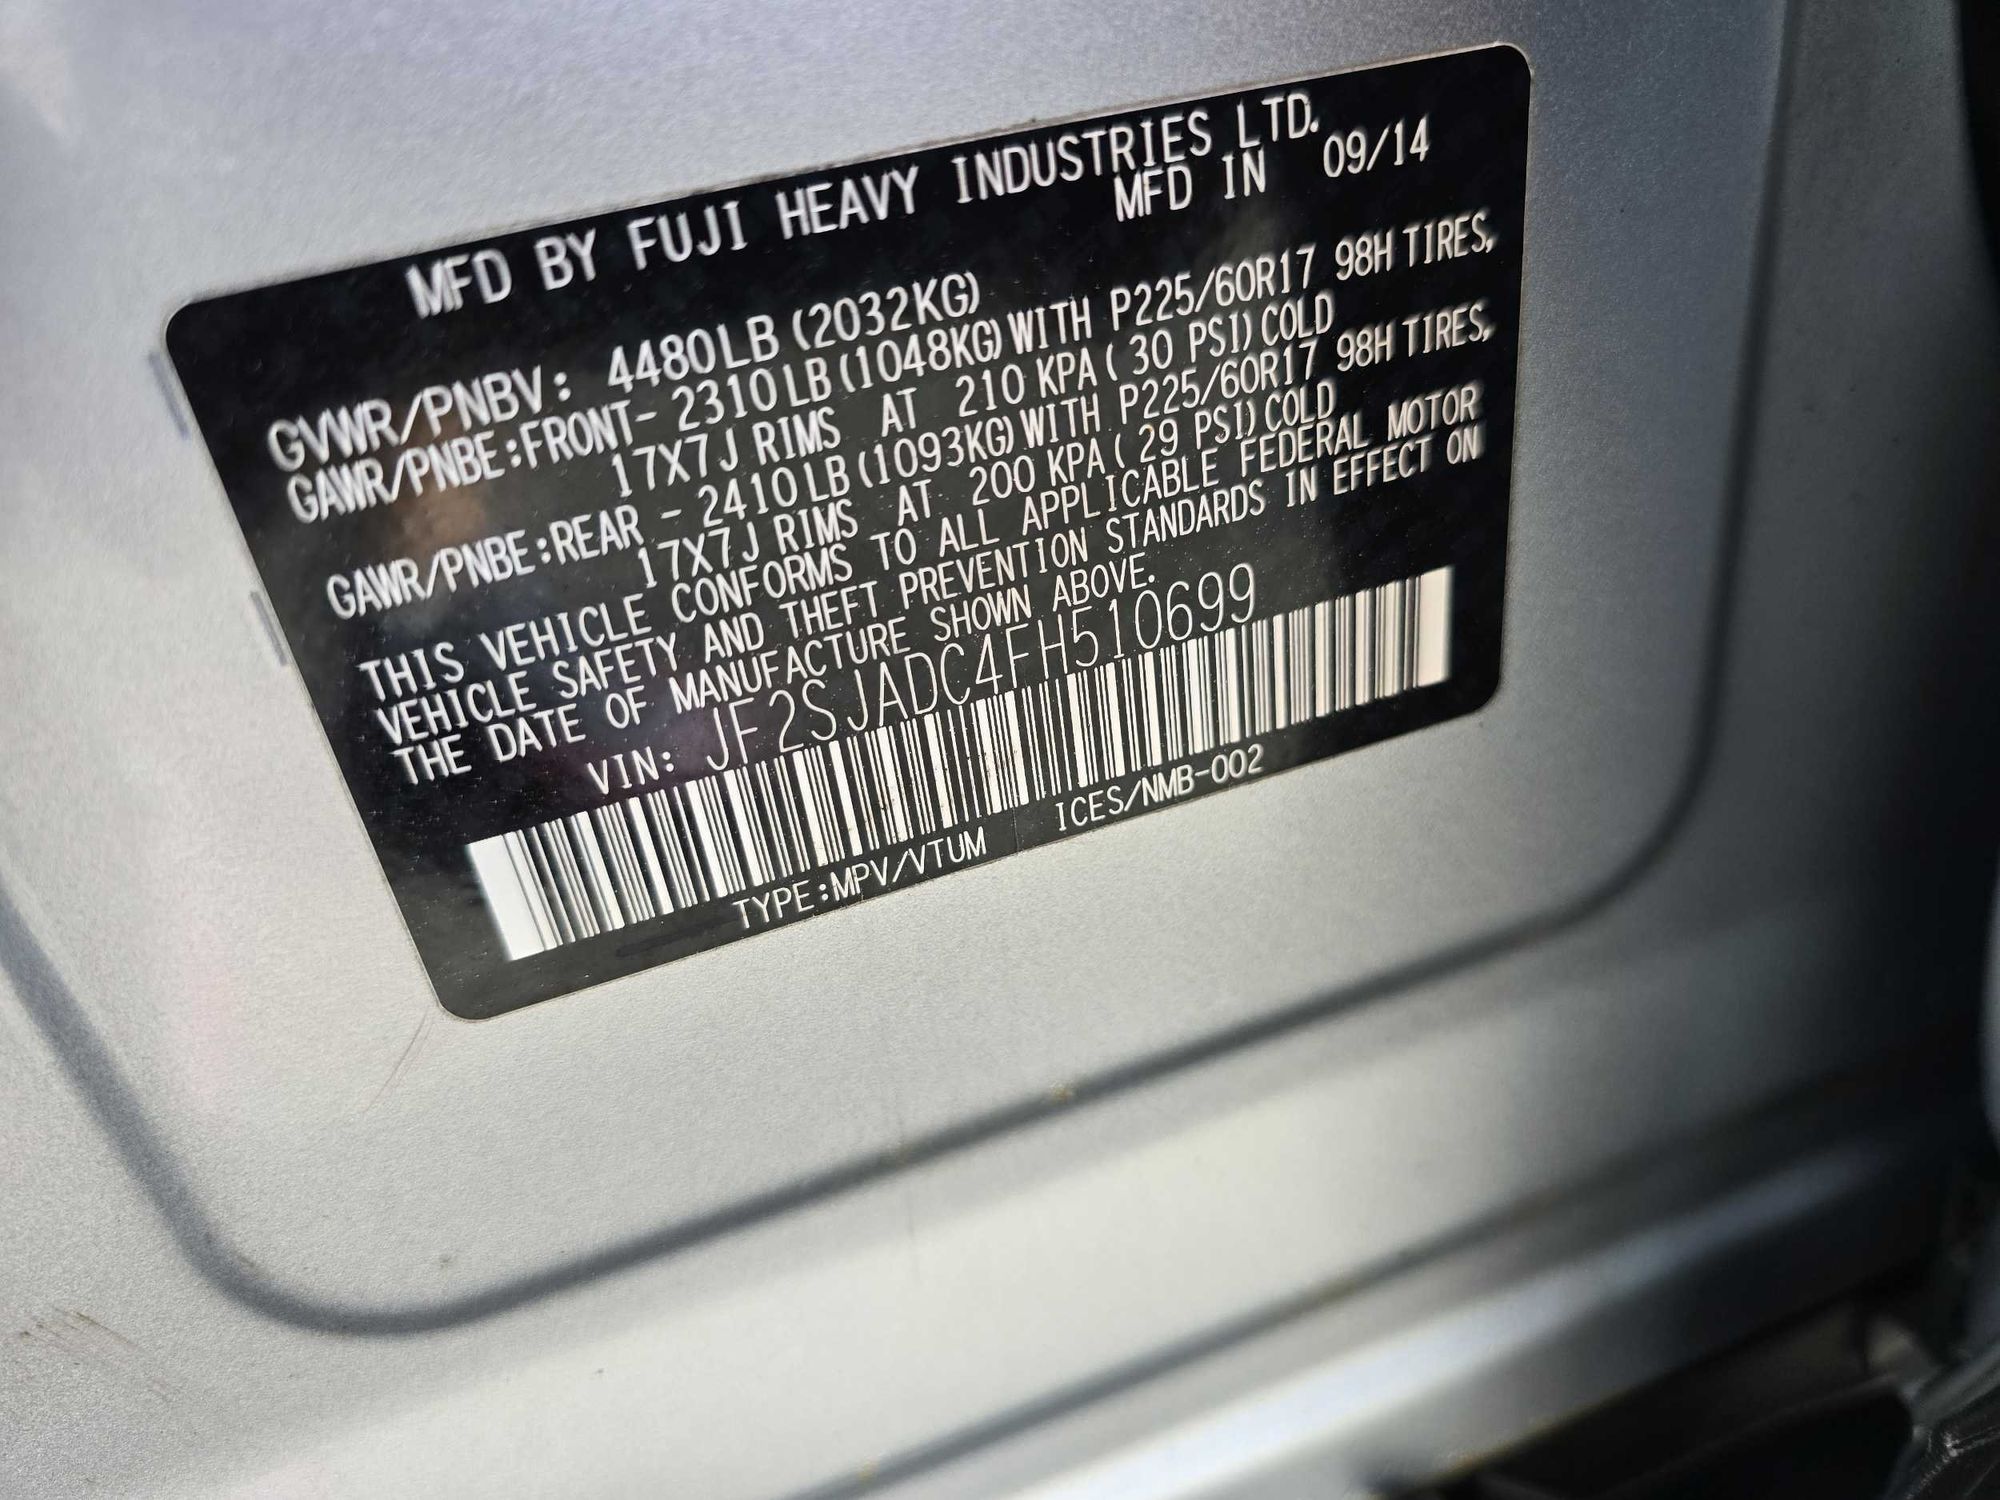 MFD BY FUJI HEAVY INDUSTRIES LTD.
MFD IN 09/14
GVWR/PNBV: 4480LB (2032KG)
GAWR/PNBE:FRONT- 2310LB (1048KG) WITH P225/60R17 98H TIRES,
17X7J RIMS AT 210 KPA ( 30 PSI) COLD
GAWR/PNBE:REAR - 2410LB (1093KG) WITH P225/60R17 98H TIRES,
17X7J RIMS AT 200 KPA ( 29 PSI) COLD
THIS VEHICLE CONFORMS TO ALL APPLICABLE FEDERAL MOTOR
VEHICLE SAFETY AND THEFT PREVENTION STANDARDS IN EFFECT ON
THE DATE OF MANUFACTURE SHOWN ABOVE.
VIN: JF2SJADC4FH510699
TYPE:MPV/VTUM ICES/NMB-002